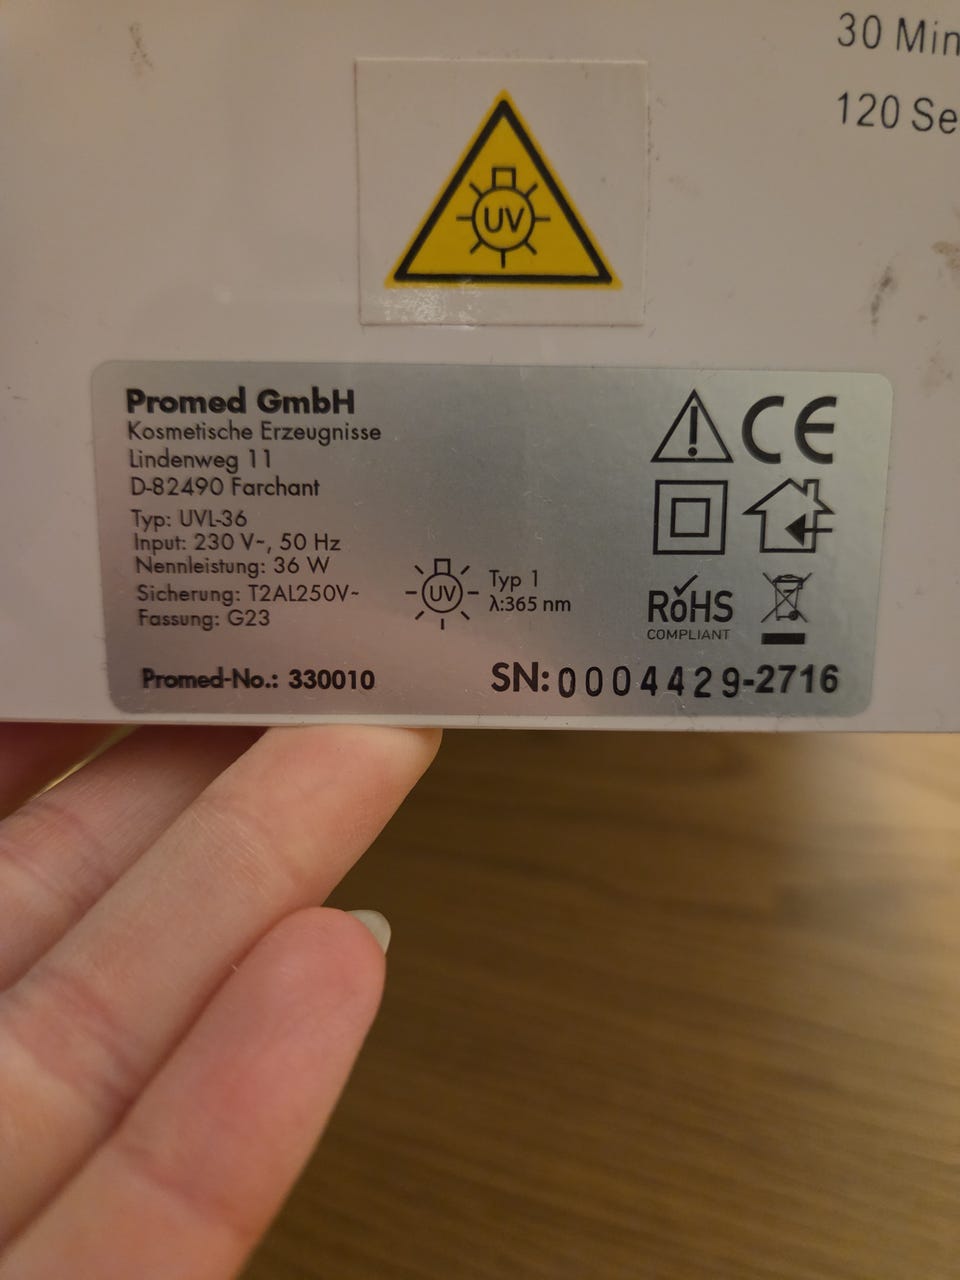 30 Min
120 Se
UV
Promed GmbH
Kosmetische Erzeugnisse
Lindenweg 11
D-82490 Farchant
Typ: UVL-36
Input: 230 V~, 50 Hz
Nennleistung: 36 W
Sicherung: T2AL250V~
Fassung: G23
UV
Typ 1
λ:365 nm
CE
RoHS
COMPLIANT
Promed-No.: 330010
SN:0004429-2716